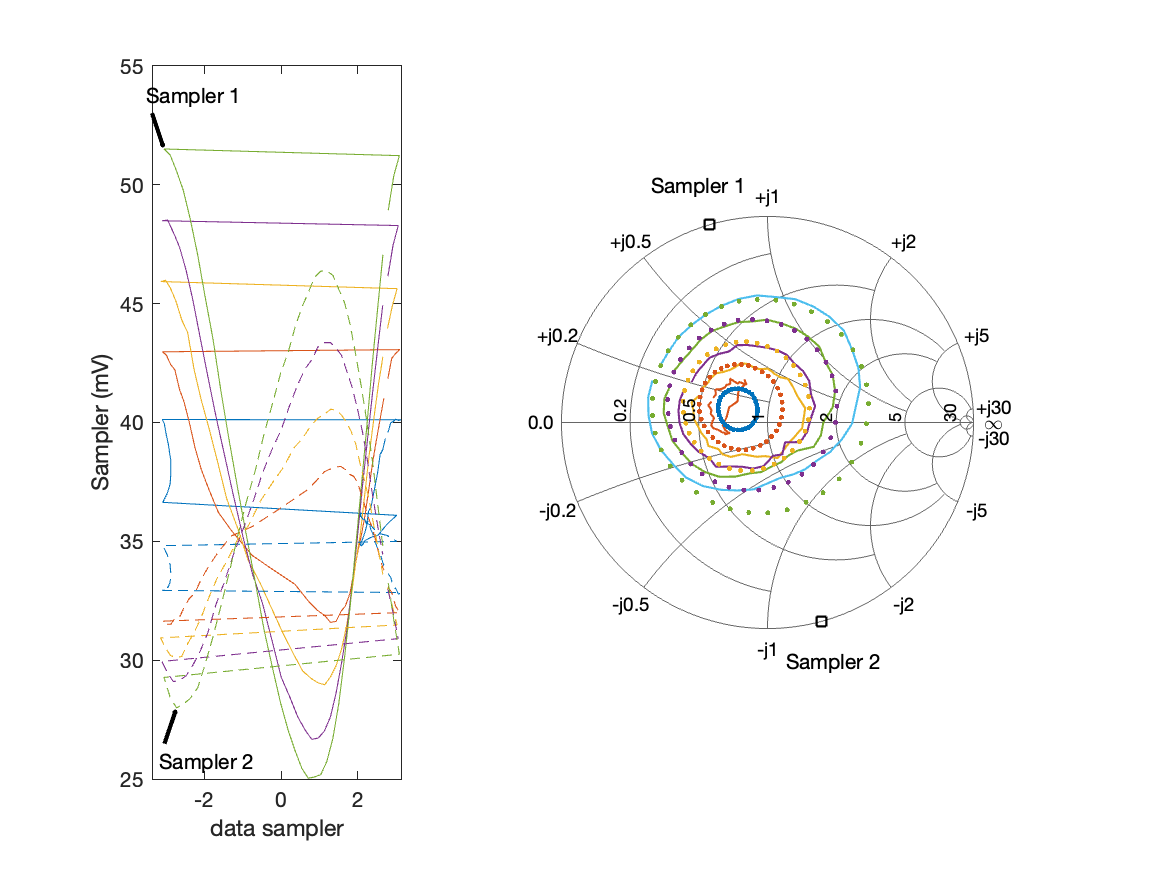 55
Sampler 1
50
45
40
35
30
25
Sampler (mV)
Sampler 2
-2
0
2
data sampler
Sampler 1
+j1
+j0.5
+j2
+j0.2
+j5
0.0
0.2
0.5
1
2
5
30
+j30
∞
-j30
-j0.2
-j5
-j0.5
-j2
-j1
Sampler 2